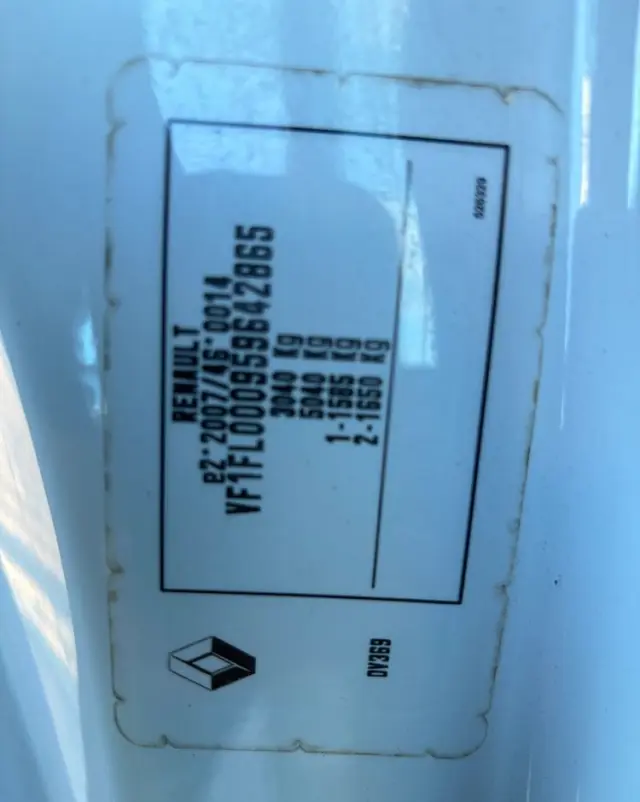 RENAULT
e2*2007/46*0014
VF1FL000959642865
3040 Kg
5040 Kg
1-1585 Kg
2-1650 Kg
526329
OV369